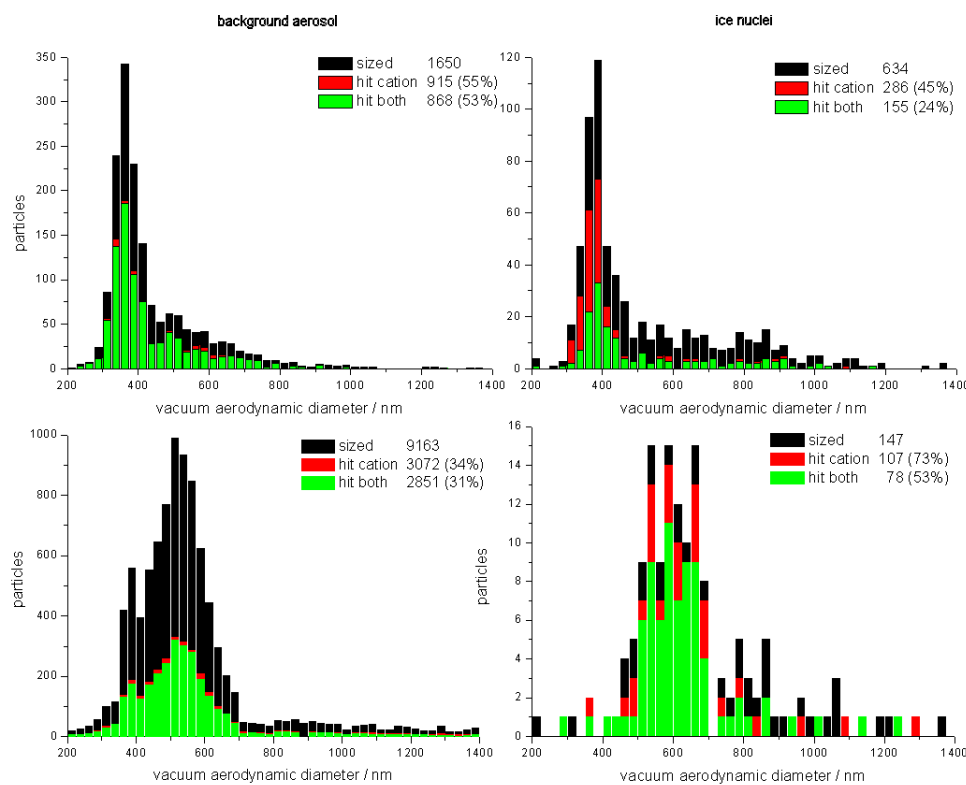 background aerosol
ice nuclei
sized 1650
hit cation 915 (55%)
hit both 868 (53%)
350
300
250
200
150
100
50
0
particles
200 400 600 800 1000 1200 1400
vacuum aerodynamic diameter / nm
sized 634
hit cation 286 (45%)
hit both 155 (24%)
120
100
80
60
40
20
0
200 400 600 800 1000 1200 1400
vacuum aerodynamic diameter / nm
sized 9163
hit cation 3072 (34%)
hit both 2851 (31%)
1000
800
600
400
200
0
particles
200 400 600 800 1000 1200 1400
vacuum aerodynamic diameter / nm
sized 147
hit cation 107 (73%)
hit both 78 (53%)
16
14
12
10
8
6
4
2
0
particles
200 400 600 800 1000 1200 1400
vacuum aerodynamic diameter / nm